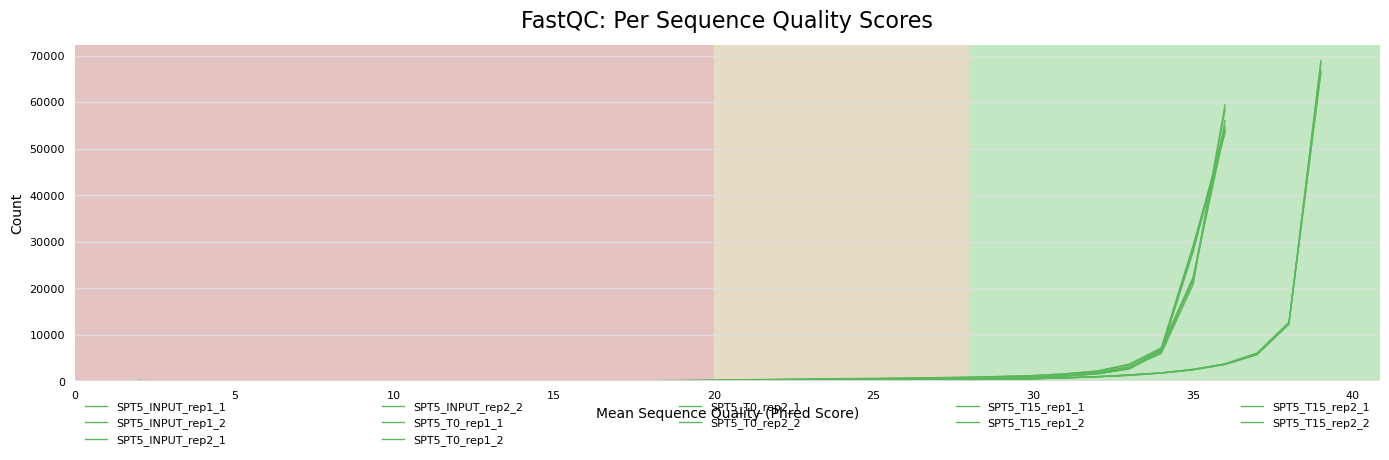 FastQC: Per Sequence Quality Scores
70000
60000
50000
40000
30000
20000
10000
0
Count
0 5 10 15 20 25 30 35 40
Mean Sequence Quality (Phred Score)
SPT5_INPUT_rep1_1 SPT5_INPUT_rep2_2 SPT5_T0_rep2_1 SPT5_T15_rep1_1 SPT5_T15_rep2_1
SPT5_INPUT_rep1_2 SPT5_T0_rep1_1 SPT5_T0_rep2_2 SPT5_T15_rep1_2 SPT5_T15_rep2_2
SPT5_INPUT_rep2_1 SPT5_T0_rep1_2